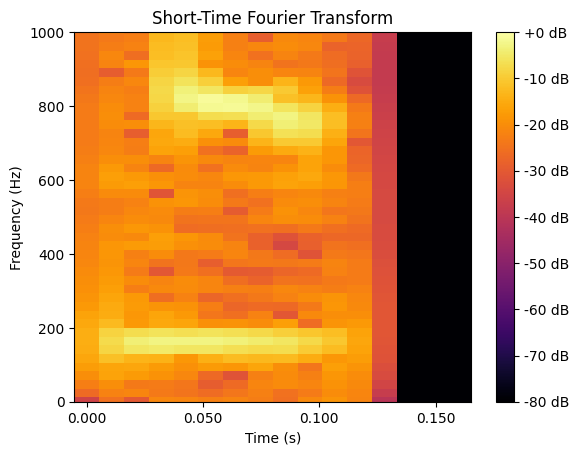 Short-Time Fourier Transform
Frequency (Hz)
1000
800
600
400
200
0
0.000
0.050
0.100
0.150
Time (s)
+0 dB
-10 dB
-20 dB
-30 dB
-40 dB
-50 dB
-60 dB
-70 dB
-80 dB